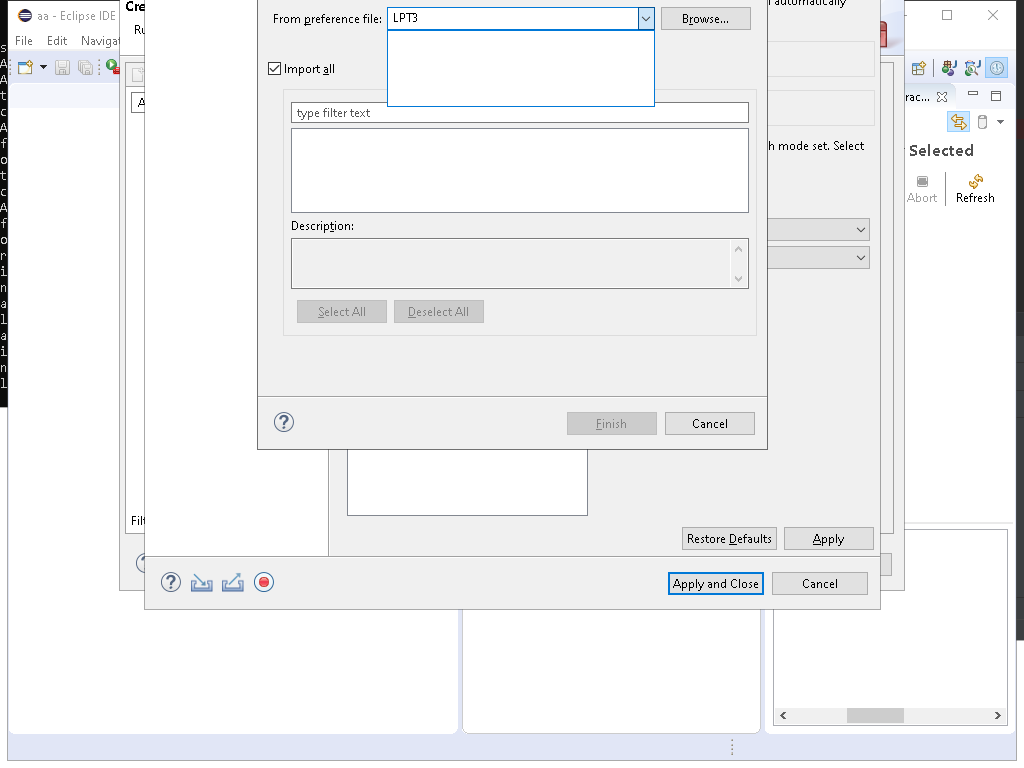 aa - Eclipse IDE
Cre
From preference file: LPT3
Browse...
automatically
Ru
File Edit Navigat
Import all
rac...
type filter text
h mode set. Select
Selected
Abort
Refresh
Description:
Select All
Deselect All
Finish
Cancel
Filt
Restore Defaults
Apply
Apply and Close
Cancel